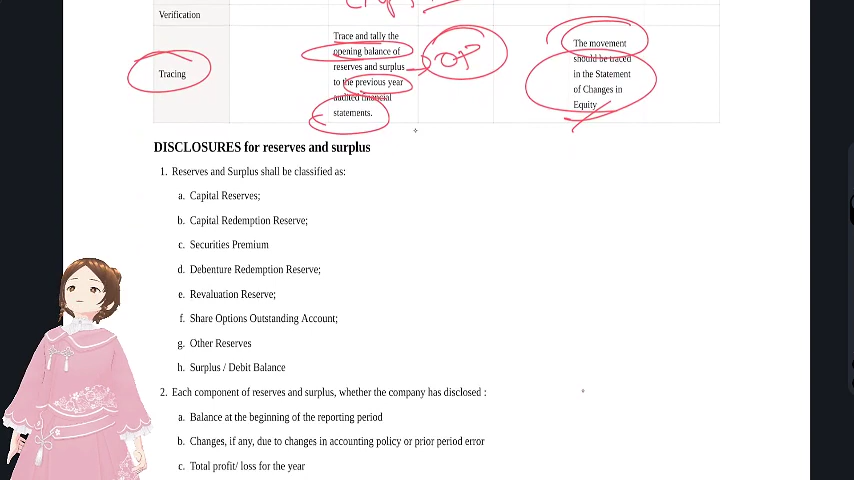 Verification
Tracing
Trace and tally the
opening balance of
reserves and surplus
to the previous year
audited financial
statements.
OP
The movement
should be traced
in the Statement
of Changes in
Equity
DISCLOSURES for reserves and surplus
1. Reserves and Surplus shall be classified as:
a. Capital Reserves;
b. Capital Redemption Reserve;
c. Securities Premium
d. Debenture Redemption Reserve;
e. Revaluation Reserve;
f. Share Options Outstanding Account;
g. Other Reserves
h. Surplus / Debit Balance
2. Each component of reserves and surplus, whether the company has disclosed :
a. Balance at the beginning of the reporting period
b. Changes, if any, due to changes in accounting policy or prior period error
c. Total profit/ loss for the year